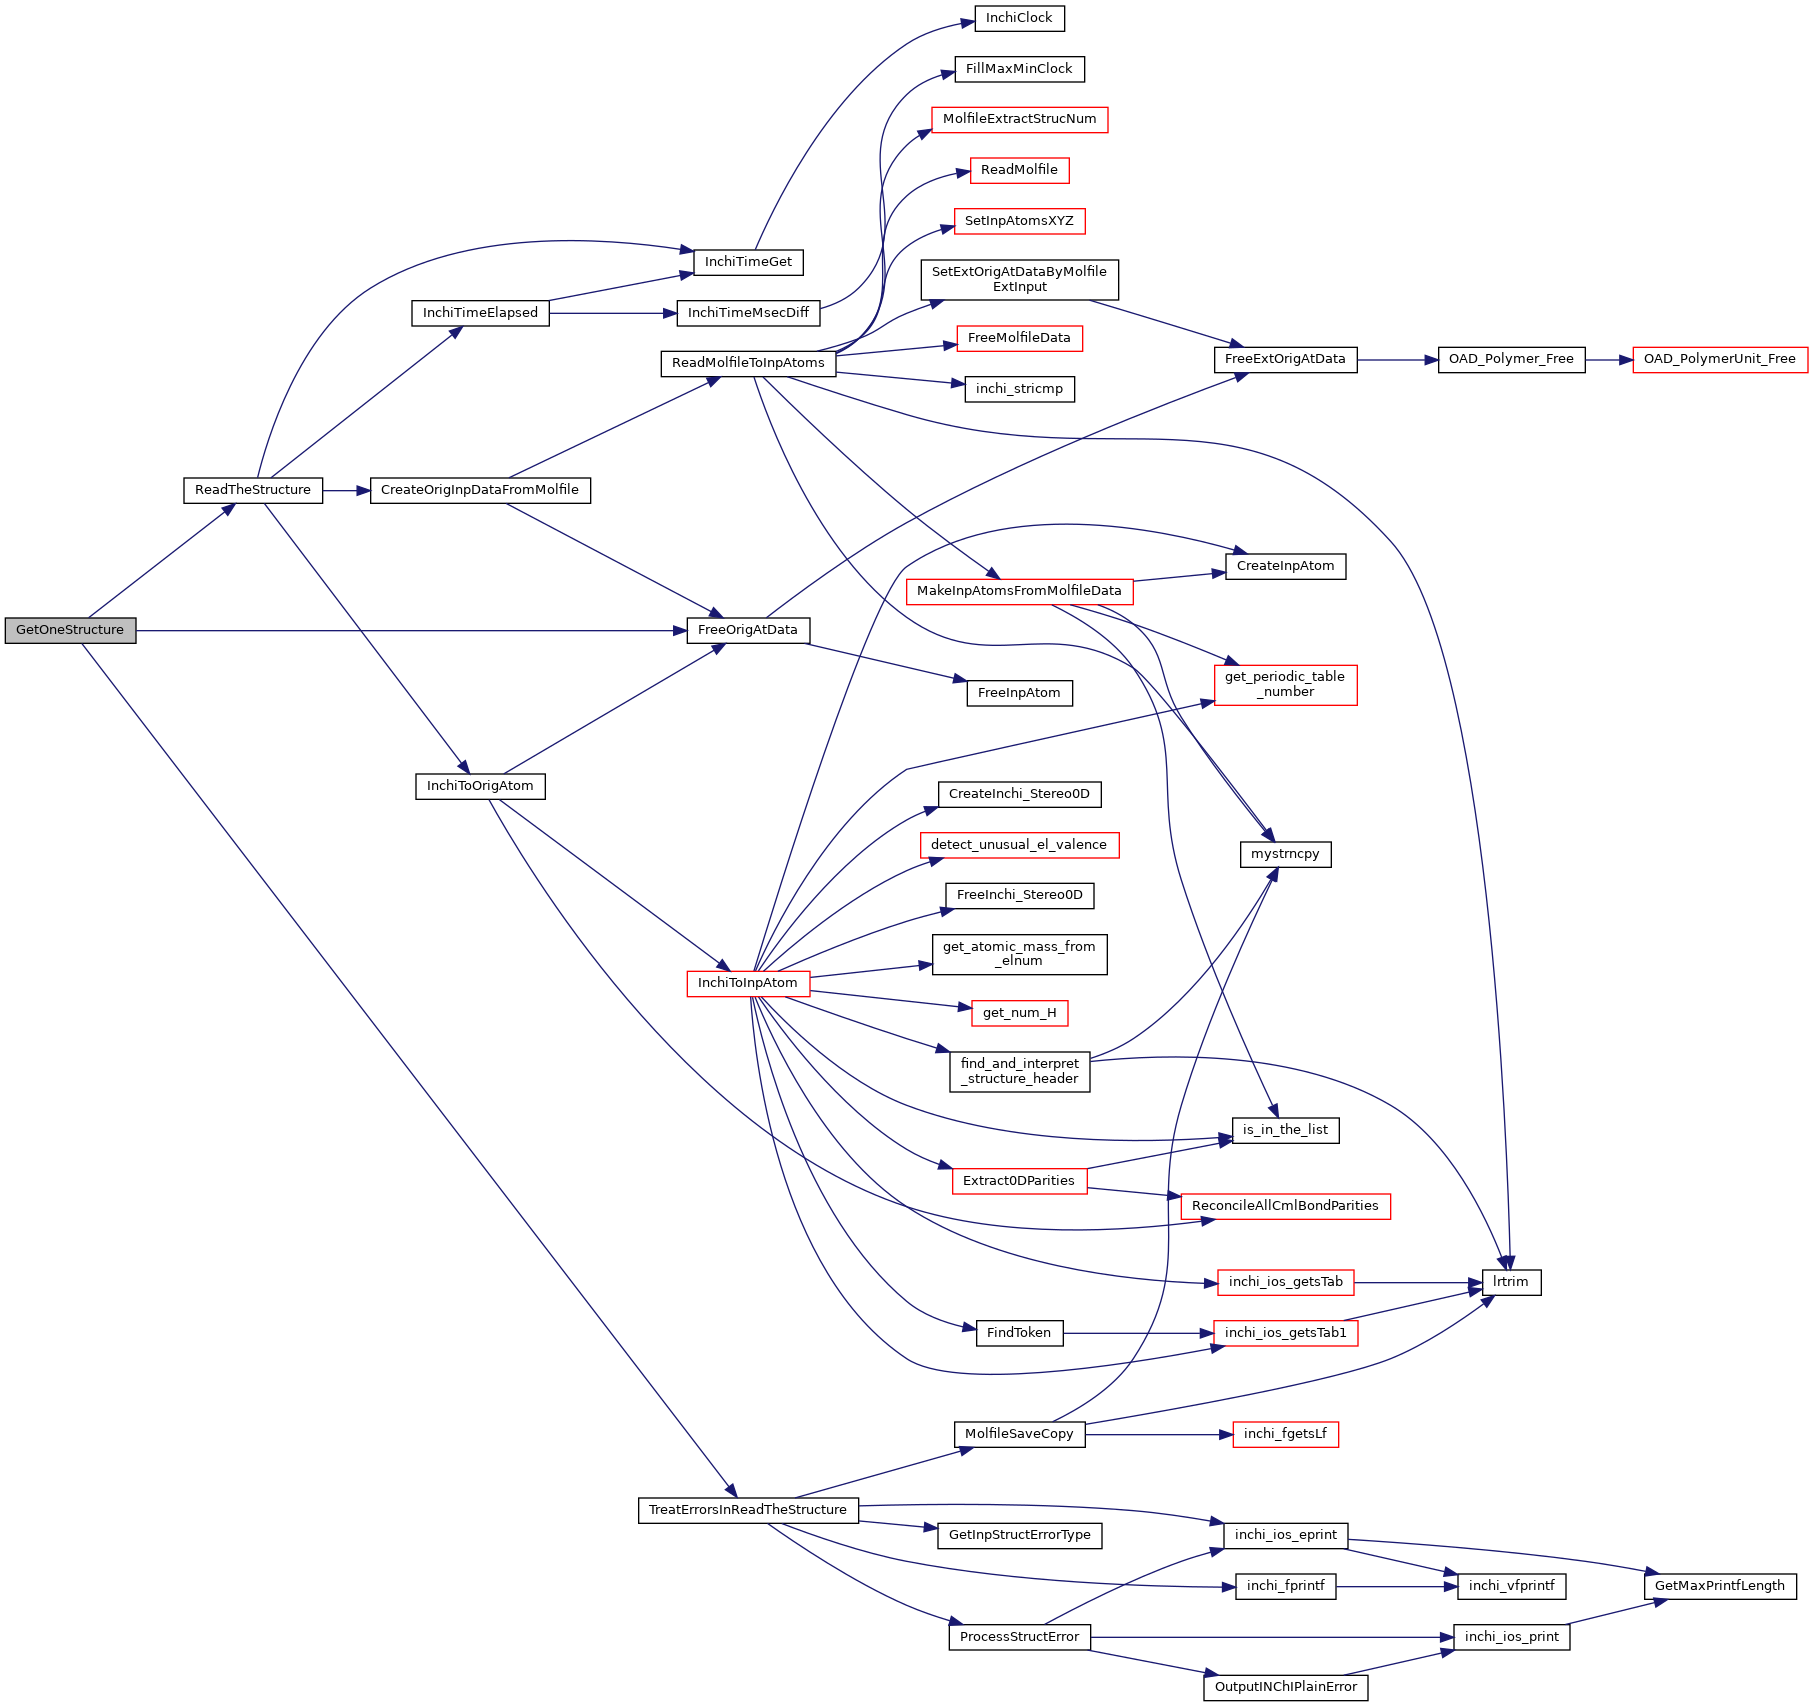 InchiClock
FillMaxMinClock
MolfileExtractStrucNum
ReadMolfile
SetInpAtomsXYZ
InchiTimeGet
SetExtOrigAtDataByMolfile
ExtInput
InchiTimeElapsed
InchiTimeMsecDiff
FreeMolfileData
ReadMolfileToInpAtoms
FreeExtOrigAtData
OAD_Polymer_Free
OAD_PolymerUnit_Free
inchi_stricmp
ReadTheStructure
CreateOrigInpDataFromMolfile
CreateInpAtom
MakeInpAtomsFromMolfileData
GetOneStructure
FreeOrigAtData
get_periodic_table
_number
FreeInpAtom
InchiToOrigAtom
CreateInchi_Stereo0D
detect_unusual_el_valence
mystrncpy
FreeInchi_Stereo0D
get_atomic_mass_from
_elnum
InchiToInpAtom
get_num_H
find_and_interpret
_structure_header
is_in_the_list
Extract0DParities
ReconcileAllCmlBondParities
inchi_ios_getsTab
lrtrim
FindToken
inchi_ios_getsTab1
MolfileSaveCopy
inchi_fgetsLf
TreatErrorsInReadTheStructure
GetInpStructErrorType
inchi_ios_eprint
inchi_fprintf
inchi_vfprintf
GetMaxPrintfLength
ProcessStructError
inchi_ios_print
OutputINChIPlainError